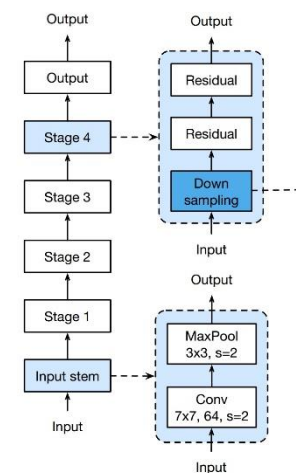 Output
Output
Stage 4
Stage 3
Stage 2
Stage 1
Input stem
Input
Output
Residual
Residual
Down
sampling
Input
Output
MaxPool
3x3, s=2
Conv
7x7, 64, s=2
Input